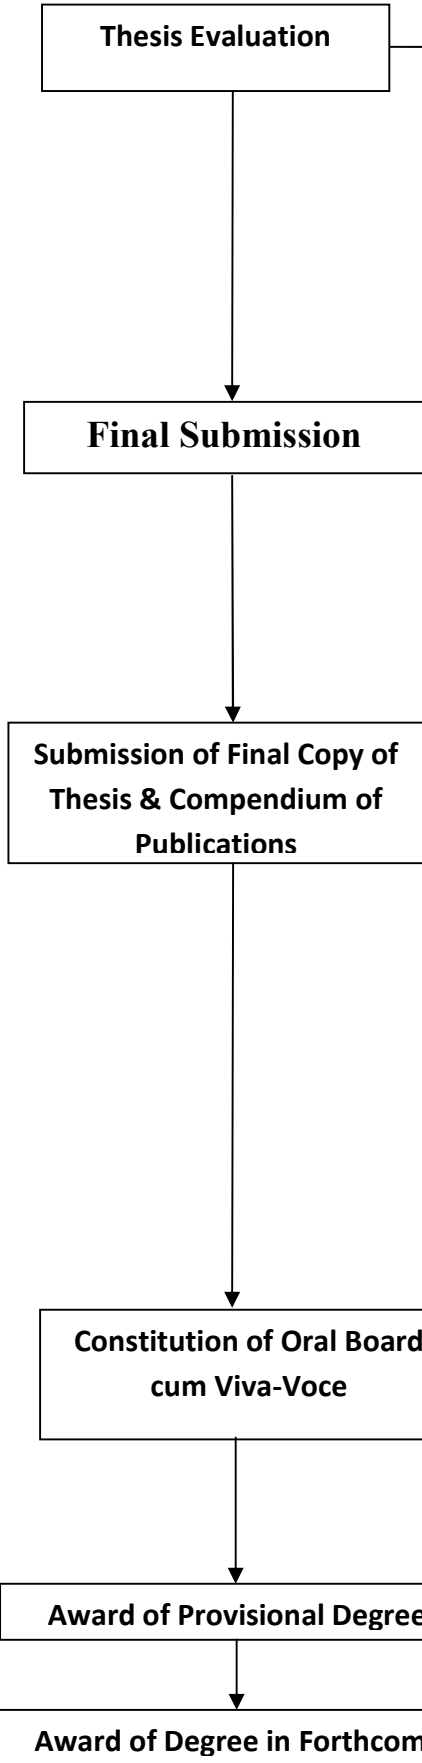 Thesis Evaluation
Final Submission
Submission of Final Copy of
Thesis & Compendium of
Publications
Constitution of Oral Board
cum Viva-Voce
Award of Provisional Degree
Award of Degree in Forthcom